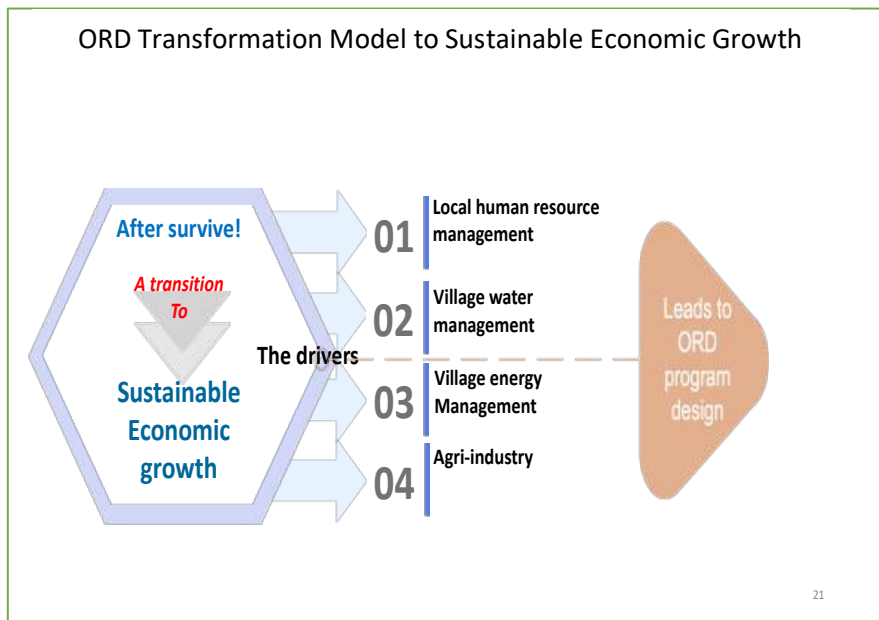 ORD Transformation Model to Sustainable Economic Growth
After survive!
A transition
To
Sustainable
Economic
growth
The drivers
01
Local human resource
management
02
Village water
management
03
Village energy
Management
04
Agri-industry
Leads to
ORD
program
design
21